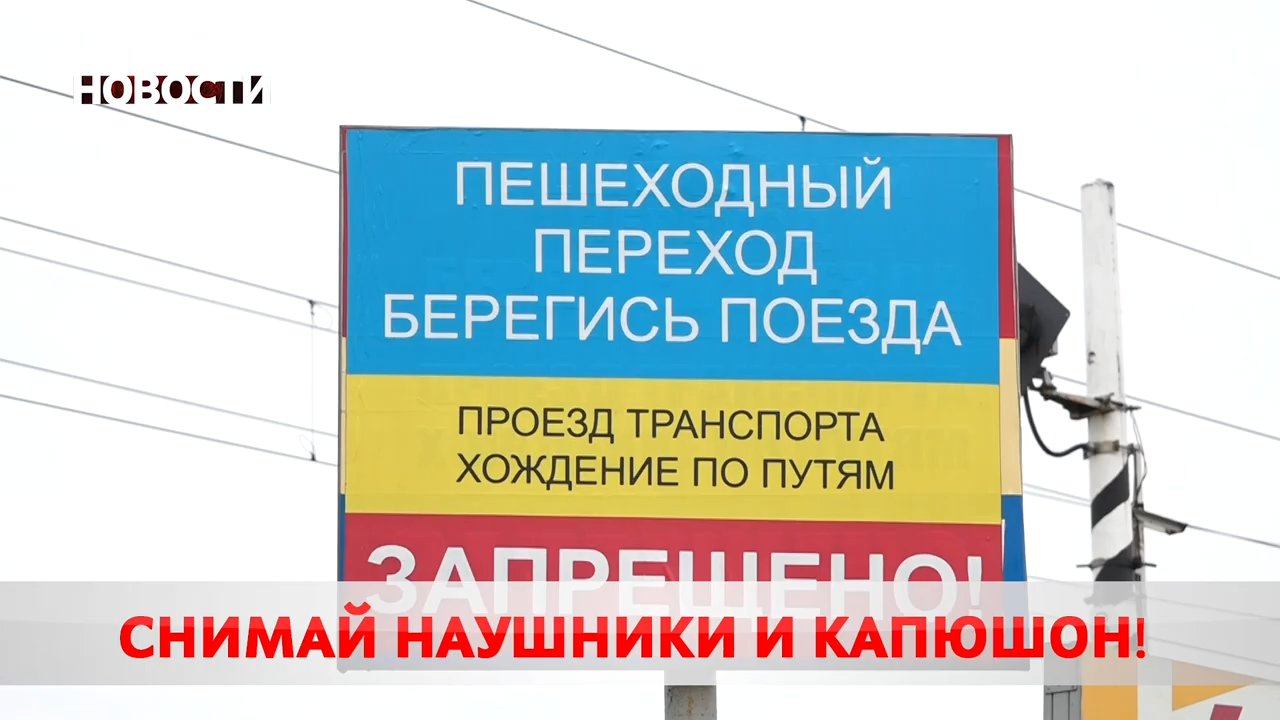 НОВОСТИ
ПЕШЕХОДНЫЙ
ПЕРЕХОД
БЕРЕГИСЬ ПОЕЗДА
ПРОЕЗД ТРАНСПОРТА
ХОЖДЕНИЕ ПО ПУТЯМ
ЗАПРЕЩЕНО!
СНИМАЙ НАУШНИКИ И КАПЮШОН!